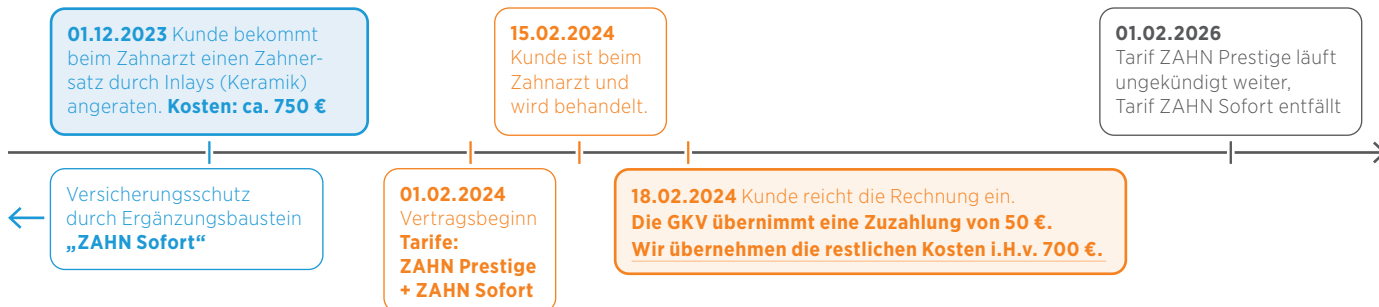 01.12.2023 Kunde bekommt
beim Zahnarzt einen Zahner-
satz durch Inlays (Keramik)
angeraten. Kosten: ca. 750 €
15.02.2024
Kunde ist beim
Zahnarzt und
wird behandelt.
01.02.2026
Tarif ZAHN Prestige läuft
ungekündigt weiter,
Tarif ZAHN Sofort entfällt
Versicherungsschutz
durch Ergänzungsbaustein
„ZAHN Sofort“
01.02.2024
Vertragsbeginn
Tarife:
ZAHN Prestige
+ ZAHN Sofort
18.02.2024 Kunde reicht die Rechnung ein.
Die GKV übernimmt eine Zuzahlung von 50 €.
Wir übernehmen die restlichen Kosten i.H.v. 700 €.